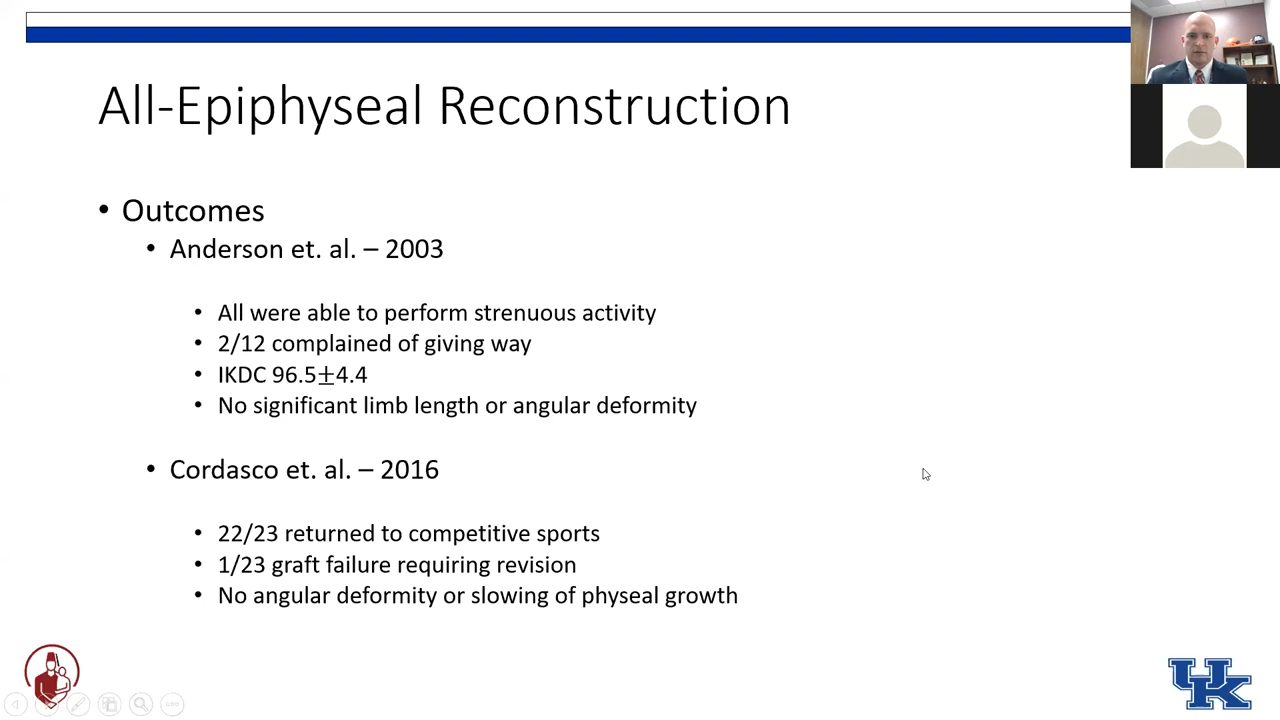 All-Epiphyseal Reconstruction
• Outcomes
• Anderson et. al. – 2003
• All were able to perform strenuous activity
• 2/12 complained of giving way
• IKDC 96.5±4.4
• No significant limb length or angular deformity
• Cordasco et. al. – 2016
• 22/23 returned to competitive sports
• 1/23 graft failure requiring revision
• No angular deformity or slowing of physeal growth
UK